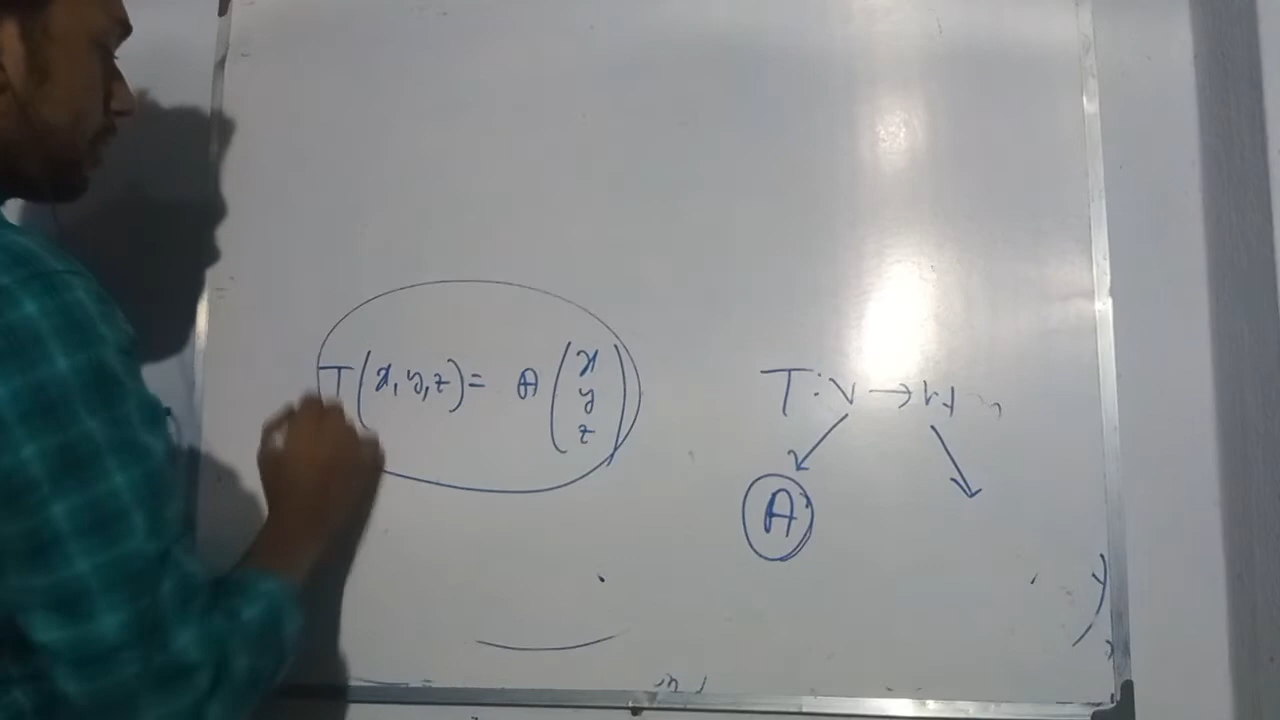 T(x, y, z) = A (x
y
z)
T: V → W
A